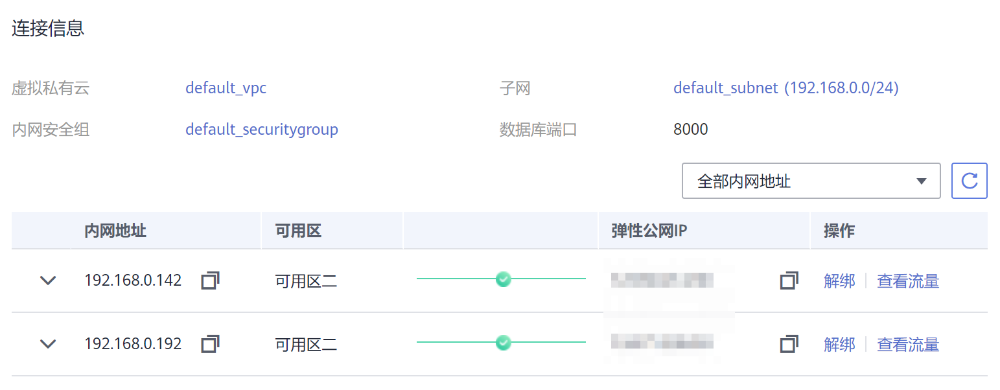 连接信息
虚拟私有云 default_vpc 子网 default_subnet (192.168.0.0/24)
内网安全组 default_securitygroup 数据库端口 8000
全部内网地址
内网地址 可用区 弹性公网IP 操作
192.168.0.142 可用区二 解绑 查看流量
192.168.0.192 可用区二 解绑 查看流量